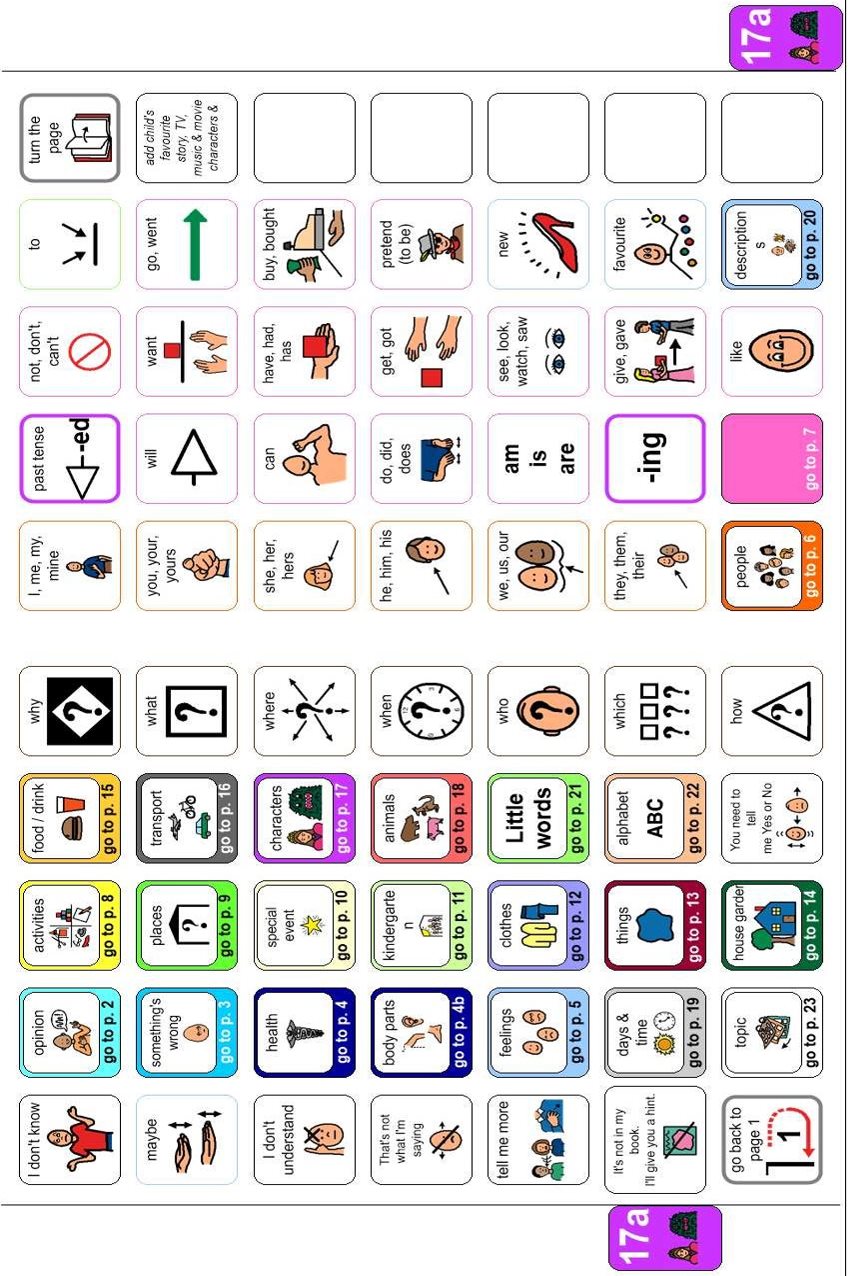 I don't know
opinion
go to p. 2
activities
go to p. 8
food / drink
go to p. 15
why
?
I, me, my,
mine
past tense
-ed
not, don't,
can't
to
turn the
page
maybe
something's
wrong
go to p. 3
places
?
go to p. 9
transport
go to p. 16
what
?
you, your,
yours
will
want
go, went
add child's
favourite
story, TV,
music & movie
characters &
I don't
understand
health
go to p. 4
special
event
go to p. 10
characters
go to p. 17
where
?
she, her,
hers
can
have, had,
has
buy, bought
That's not
what I'm
saying
body parts
go to p. 4b
kindergarte
n
go to p. 11
animals
go to p. 18
when
?
he, him, his
do, did,
does
get, got
pretend
(to be)
tell me more
feelings
go to p. 5
clothes
go to p. 12
Little
words
go to p. 21
who
?
we, us, our
am
is
are
see, look,
watch, saw
new
17a
It's not in my
book.
I'll give you a hint.
days &
time
go to p. 19
things
go to p. 13
alphabet
ABC
go to p. 22
which
???
they, them,
their
-ing
give, gave
favourite
go back to
page 1
1
topic
go to p. 23
house garden
go to p. 14
You need to
tell
me Yes or No
how
?
people
go to p. 6
go to p. 7
like
description
s
go to p. 20
17a